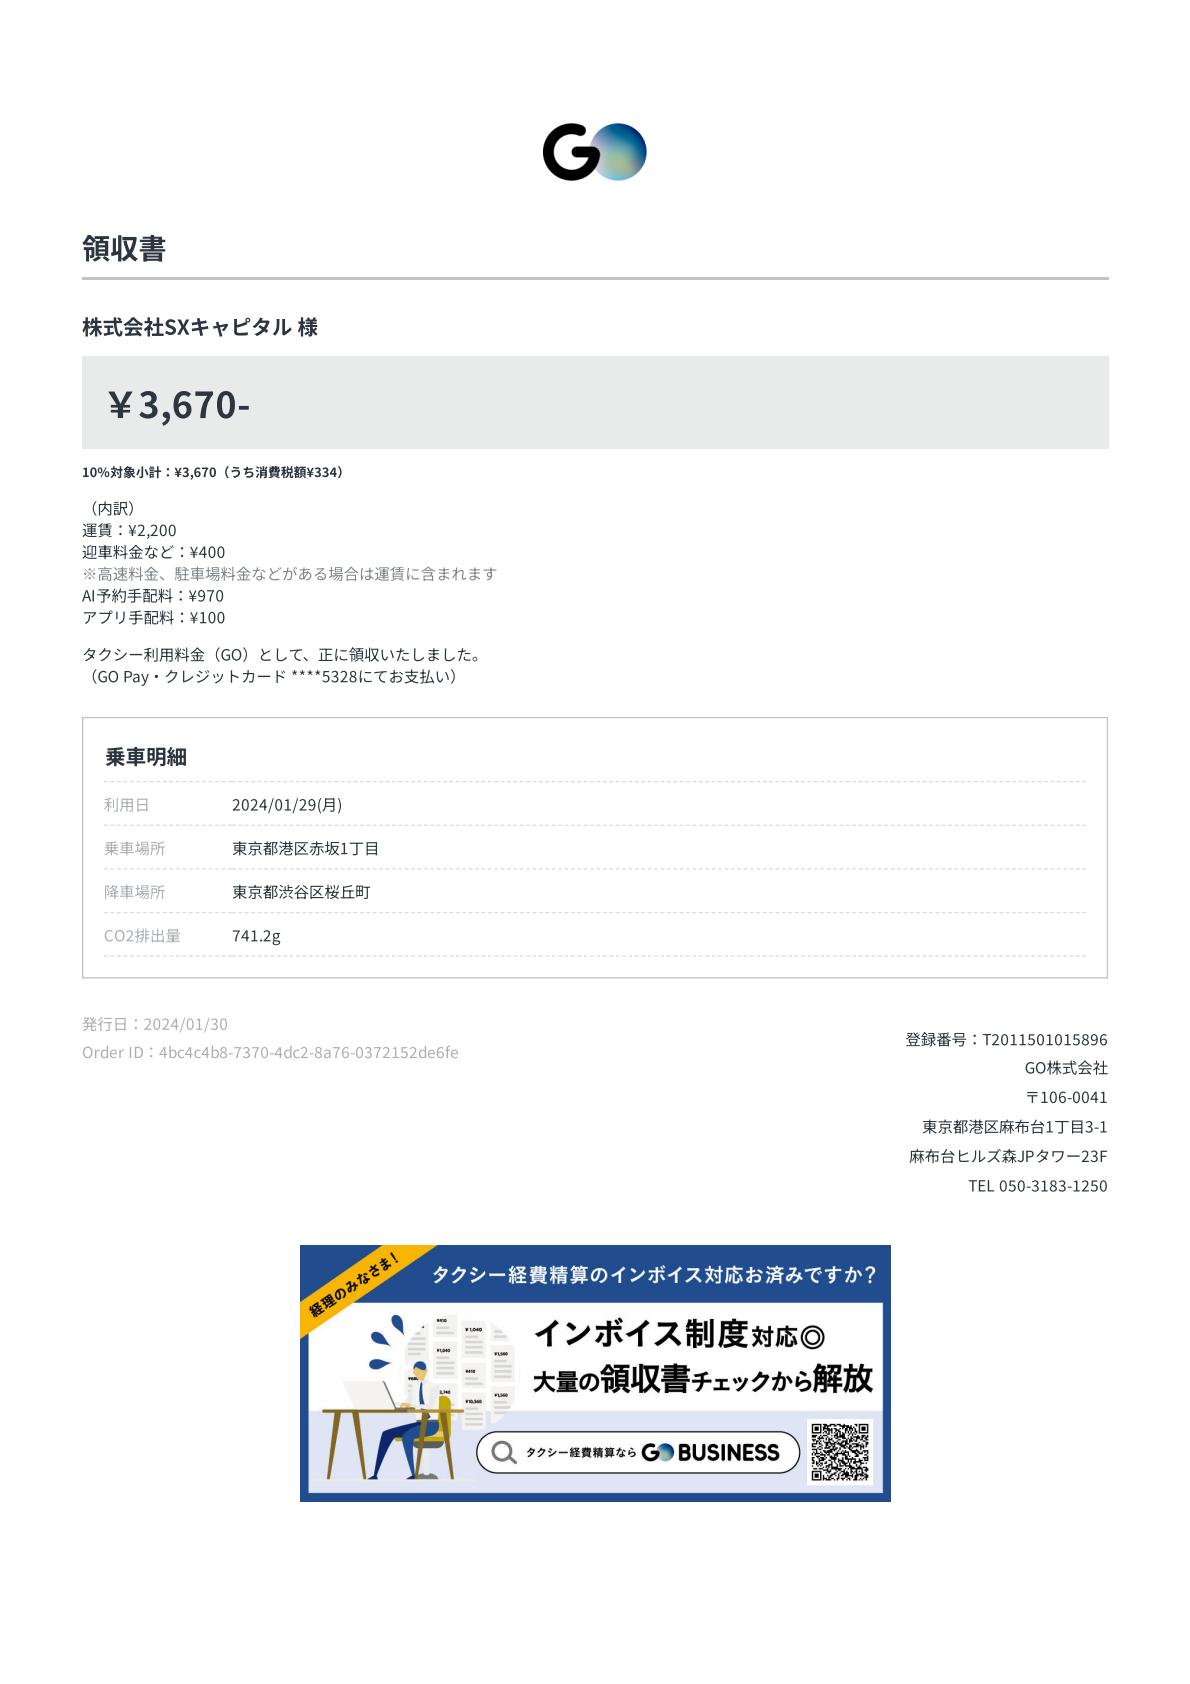 GO
領収書
株式会社SXキャピタル 様
￥3,670-
10%対象小計：¥3,670（うち消費税額¥334）
（内訳）
運賃：¥2,200
迎車料金など：¥400
※高速料金、駐車場料金などがある場合は運賃に含まれます
AI予約手配料：¥970
アプリ手配料：¥100
タクシー利用料金（GO）として、正に領収いたしました。
（GO Pay・クレジットカード ****5328にてお支払い）
乗車明細
利用日 2024/01/29(月)
乗車場所 東京都港区赤坂1丁目
降車場所 東京都渋谷区桜丘町
CO2排出量 741.2g
発行日：2024/01/30
Order ID：4bc4c4b8-7370-4dc2-8a76-0372152de6fe
登録番号：T2011501015896
GO株式会社
〒106-0041
東京都港区麻布台1丁目3-1
麻布台ヒルズ森JPタワー23F
TEL 050-3183-1250
経理のみなさま！
タクシー経費精算のインボイス対応お済みですか？
インボイス制度対応◎
大量の領収書チェックから解放
タクシー経費精算なら GO BUSINESS